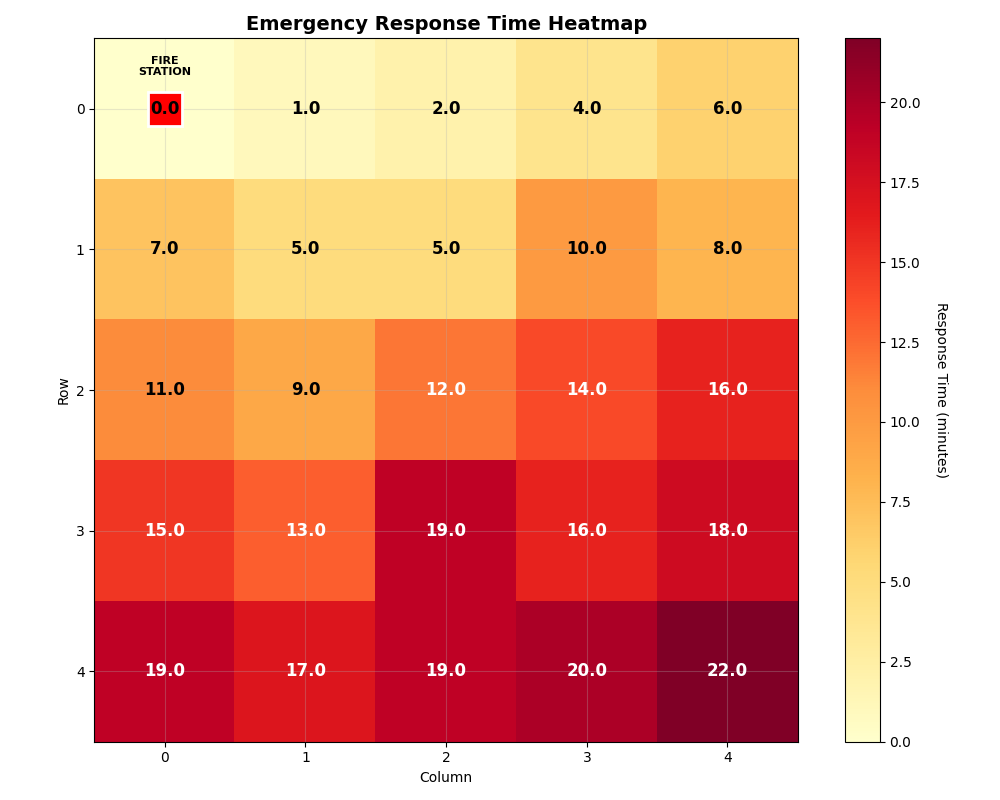 Emergency Response Time Heatmap
FIRE
STATION
0 0.0 1.0 2.0 4.0 6.0
1 7.0 5.0 5.0 10.0 8.0
2 11.0 9.0 12.0 14.0 16.0
3 15.0 13.0 19.0 16.0 18.0
4 19.0 17.0 19.0 20.0 22.0
0 1 2 3 4
Column
Row
20.0
17.5
15.0
12.5
10.0
7.5
5.0
2.5
0.0
Response Time (minutes)